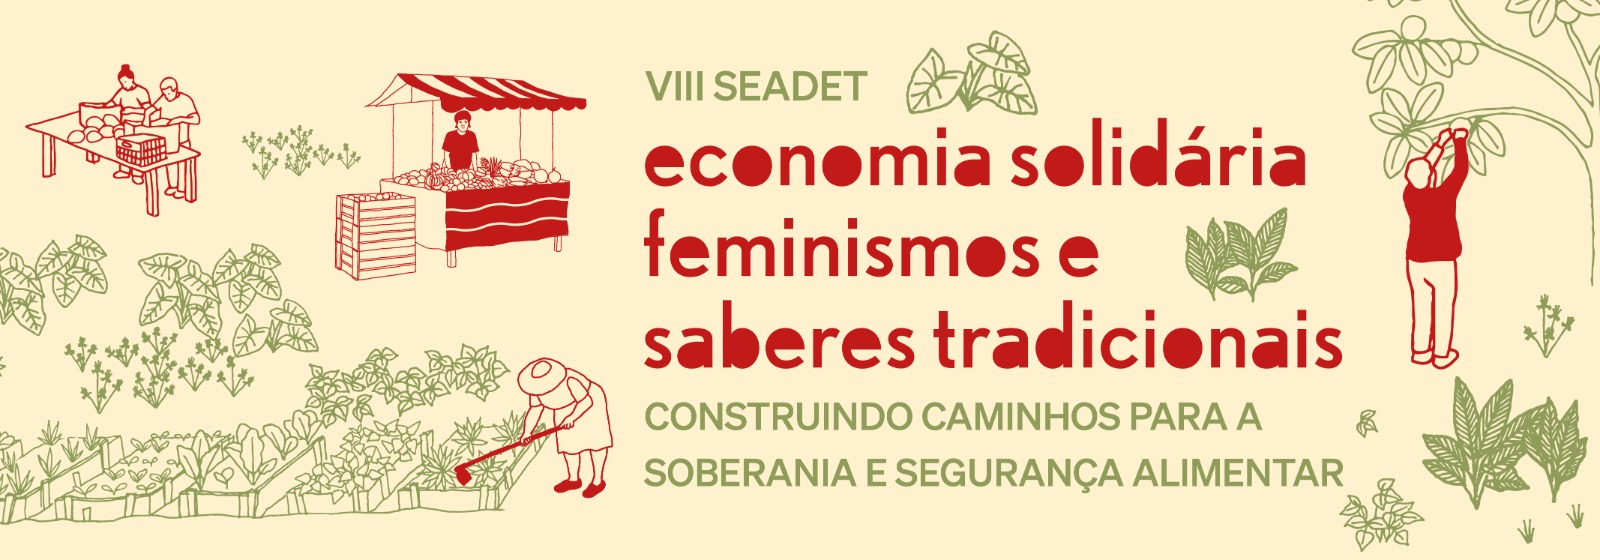 VIII SEADET
economia solidária
feminismos e
saberes tradicionais
CONSTRUINDO CAMINHOS PARA A
SOBERANIA E SEGURANÇA ALIMENTAR